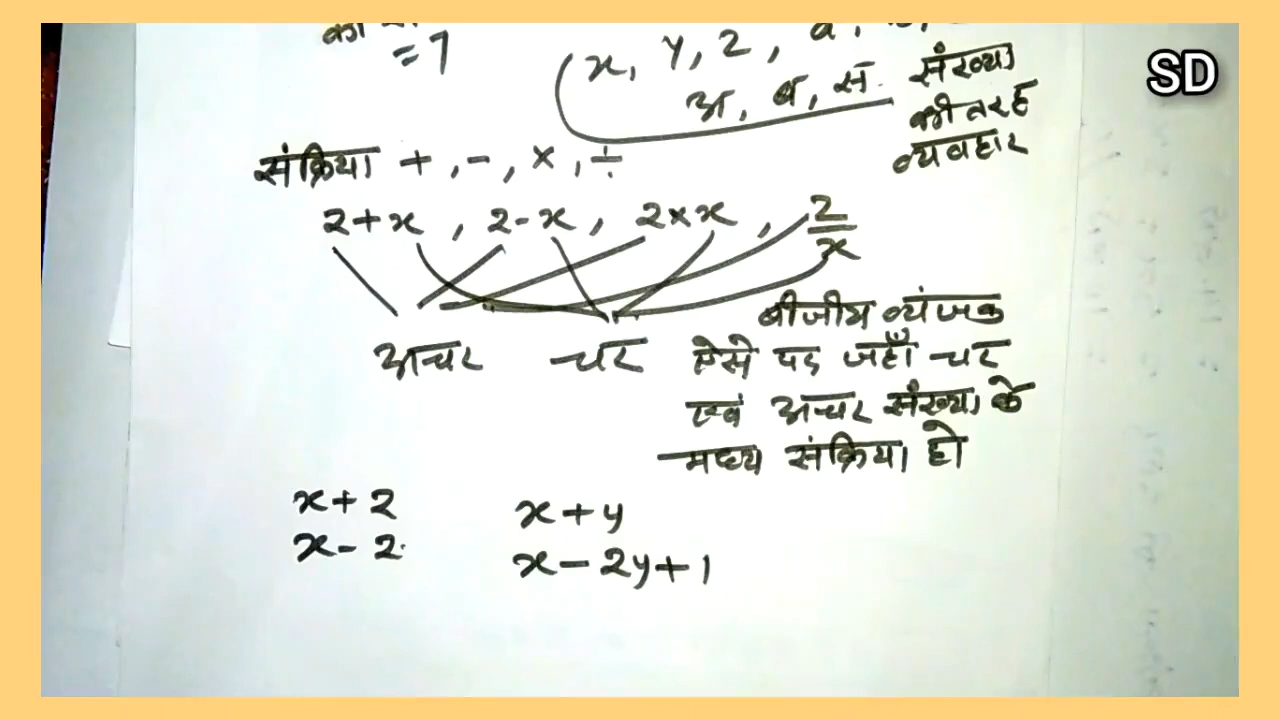 = 7
x, y, z,
अ, ब, स
संख्या
की तरह
व्यवहार
SD
संक्रिया +, -, ×, ÷
2+x, 2-x, 2×x, 2/x
अचर चर
बीजीय व्यंजक
ऐसे पद जहाँ चर
एवं अचर संख्या के
मध्य संक्रिया हो
x+2
x-2
x+y
x-2y+1